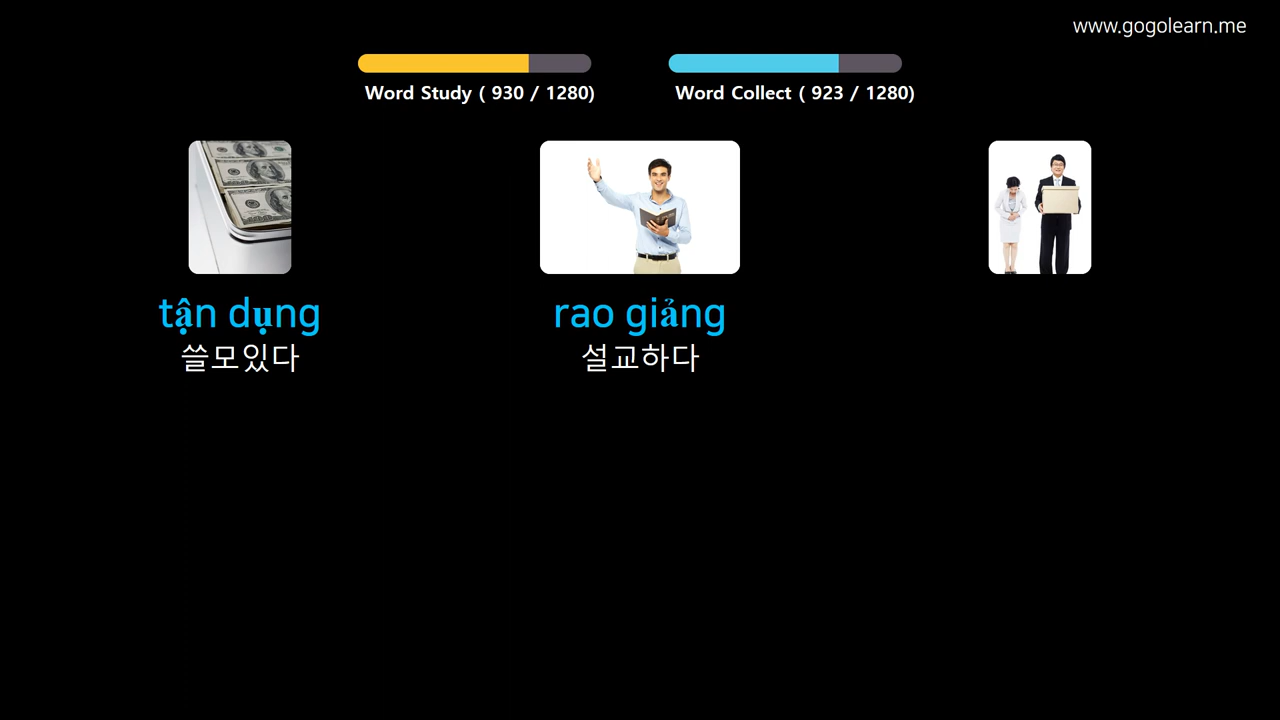 www.gogolearn.me
Word Study ( 930 / 1280)
Word Collect ( 923 / 1280)
tận dụng
쓸모있다
rao giảng
설교하다